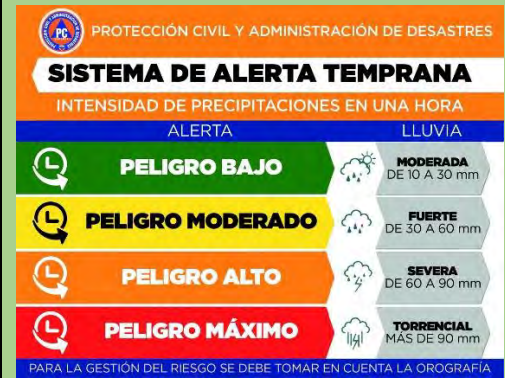 PC
PROTECCIÓN CIVIL Y ADMINISTRACIÓN DE DESASTRES
SISTEMA DE ALERTA TEMPRANA
INTENSIDAD DE PRECIPITACIONES EN UNA HORA
ALERTA LLUVIA
PELIGRO BAJO
MODERADA
DE 10 A 30 mm
PELIGRO MODERADO
FUERTE
DE 30 A 60 mm
PELIGRO ALTO
SEVERA
DE 60 A 90 mm
PELIGRO MÁXIMO
TORRENCIAL
MÁS DE 90 mm
PARA LA GESTIÓN DEL RIESGO SE DEBE TOMAR EN CUENTA LA OROGRAFÍA